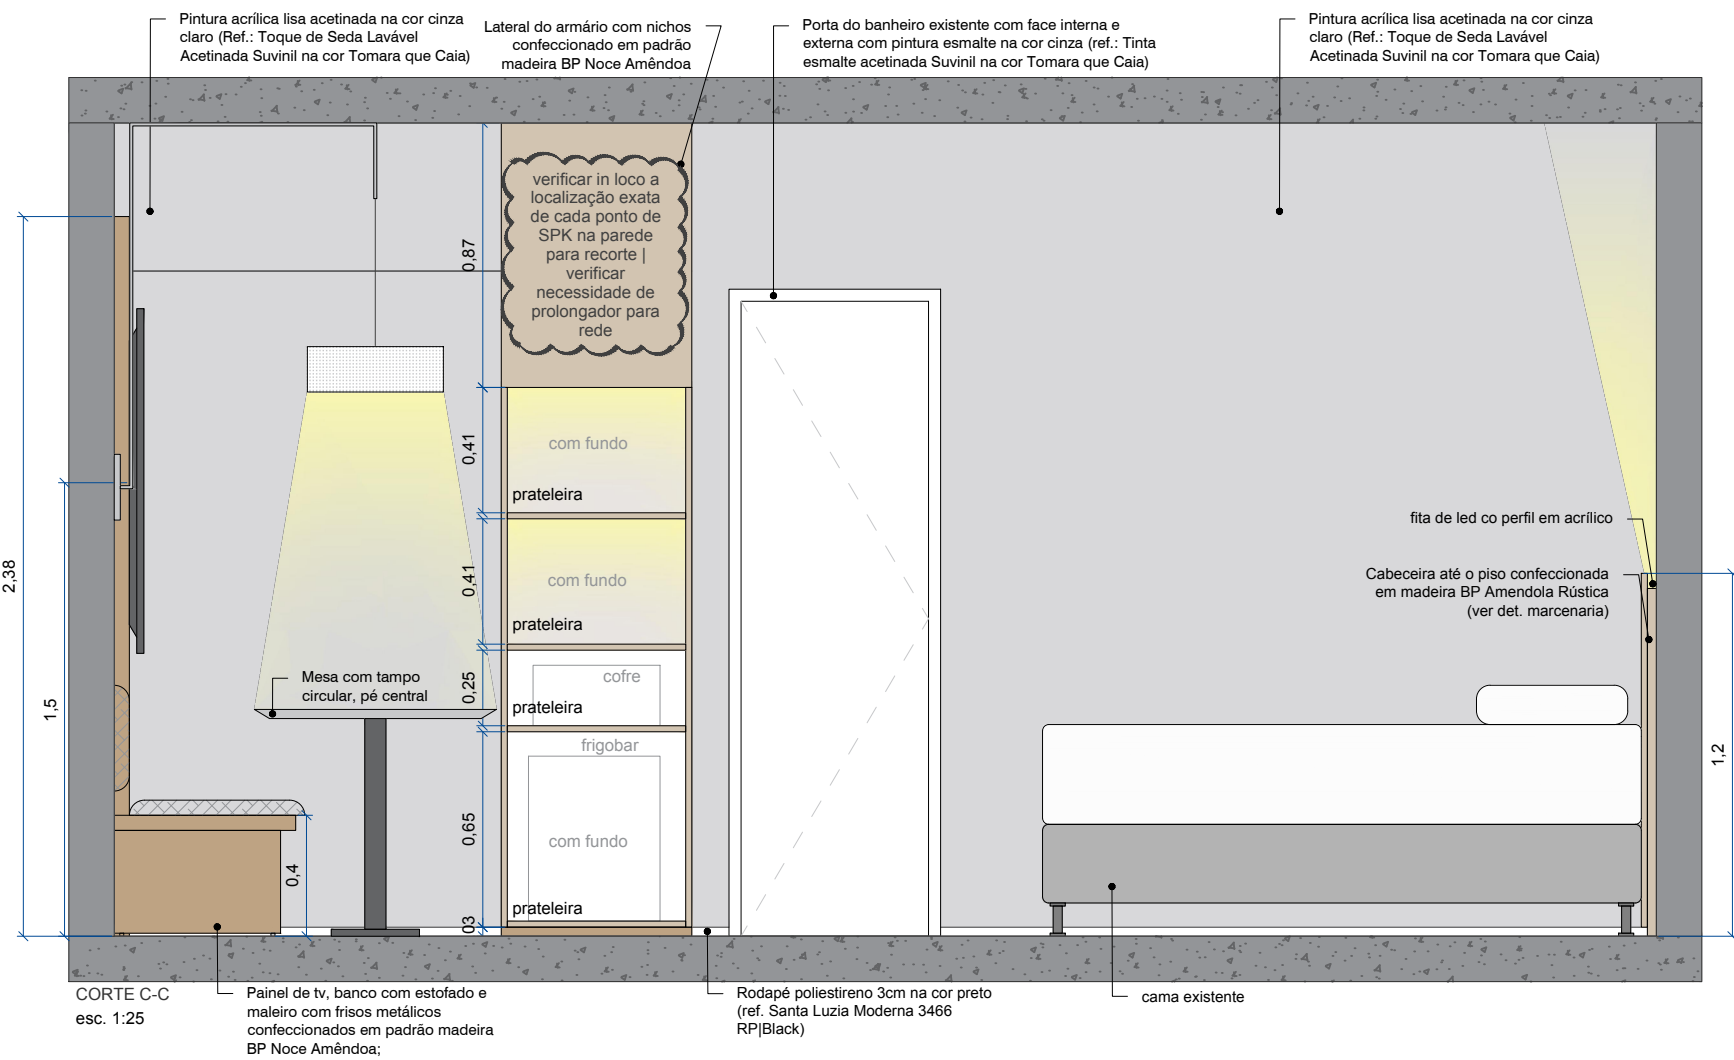 Pintura acrílica lisa acetinada na cor cinza
claro (Ref.: Toque de Seda Lavável
Acetinada Suvinil na cor Tomara que Caia)
Lateral do armário com nichos
confeccionado em padrão
madeira BP Noce Amêndoa
Porta do banheiro existente com face interna e
externa com pintura esmalte na cor cinza (ref.: Tinta
esmalte acetinada Suvinil na cor Tomara que Caia)
Pintura acrílica lisa acetinada na cor cinza
claro (Ref.: Toque de Seda Lavável
Acetinada Suvinil na cor Tomara que Caia)
verificar in loco a
localização exata
de cada ponto de
SPK na parede
para recorte |
verificar
necessidade de
prolongador para
rede
0,87
0,41
com fundo
prateleira
0,41
com fundo
prateleira
0,25
cofre
prateleira
frigobar
0,65
com fundo
prateleira
03
2,38
1,5
0,4
Mesa com tampo
circular, pé central
fita de led co perfil em acrílico
Cabeceira até o piso confeccionada
em madeira BP Amendola Rústica
(ver det. marcenaria)
1,2
CORTE C-C
esc. 1:25
Painel de tv, banco com estofado e
maleiro com frisos metálicos
confeccionados em padrão madeira
BP Noce Amêndoa;
Rodapé poliestireno 3cm na cor preto
(ref. Santa Luzia Moderna 3466
RP|Black)
cama existente